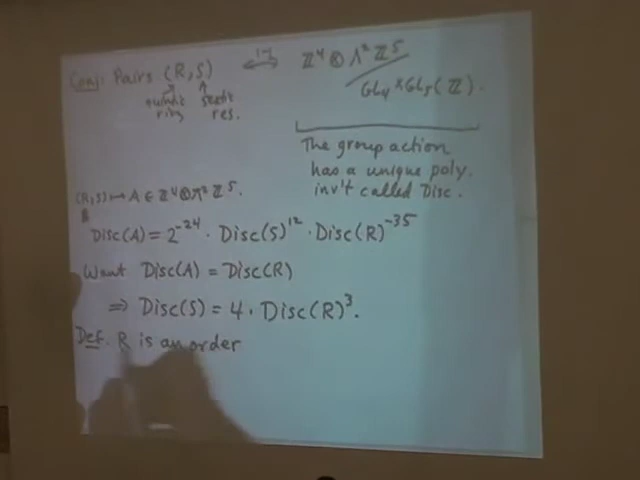 Conj: Pairs (R, S) ⟷ 1-1 Z⁴ ⊗ Λ² Z⁵ / GL₄ × GL₅(Z).
quintic ring sextic res.
The group action
has a unique poly.
inv't called Disc.
(R, S) ↦ A ∈ Z⁴ ⊗ Λ² Z⁵.
Disc(A) = 2⁻²⁴ · Disc(S)¹² · Disc(R)⁻³⁵
Want Disc(A) = Disc(R)
⇒ Disc(S) = 4 · Disc(R)³.
Def. R is an order